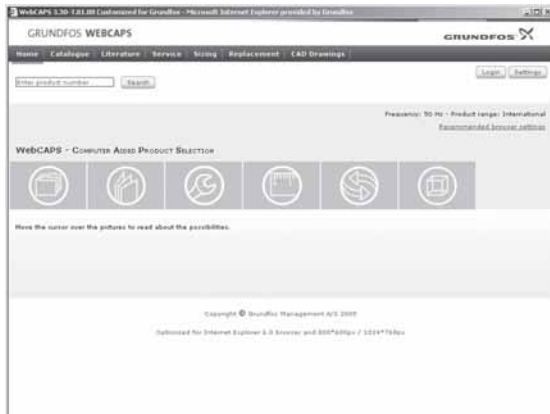 WebCAPS 3.30-7.01.00 Customized for Grundfos - Microsoft Internet Explorer provided by Grundfos
GRUNDFOS WEBCAPS
GRUNDFOS
Home Catalogue Literature Service Sizing Replacement CAD Drawings
Enter product number Search
Login Settings
Frequency: 50 Hz - Product range: International
Recommended browser settings
WebCAPS - Computer Aided Product Selection
Move the cursor over the pictures to read about the possibilities.
Copyright © Grundfos Management A/S 2005
Optimized for Internet Explorer 6.0 browser and 800*600px / 1024*768px